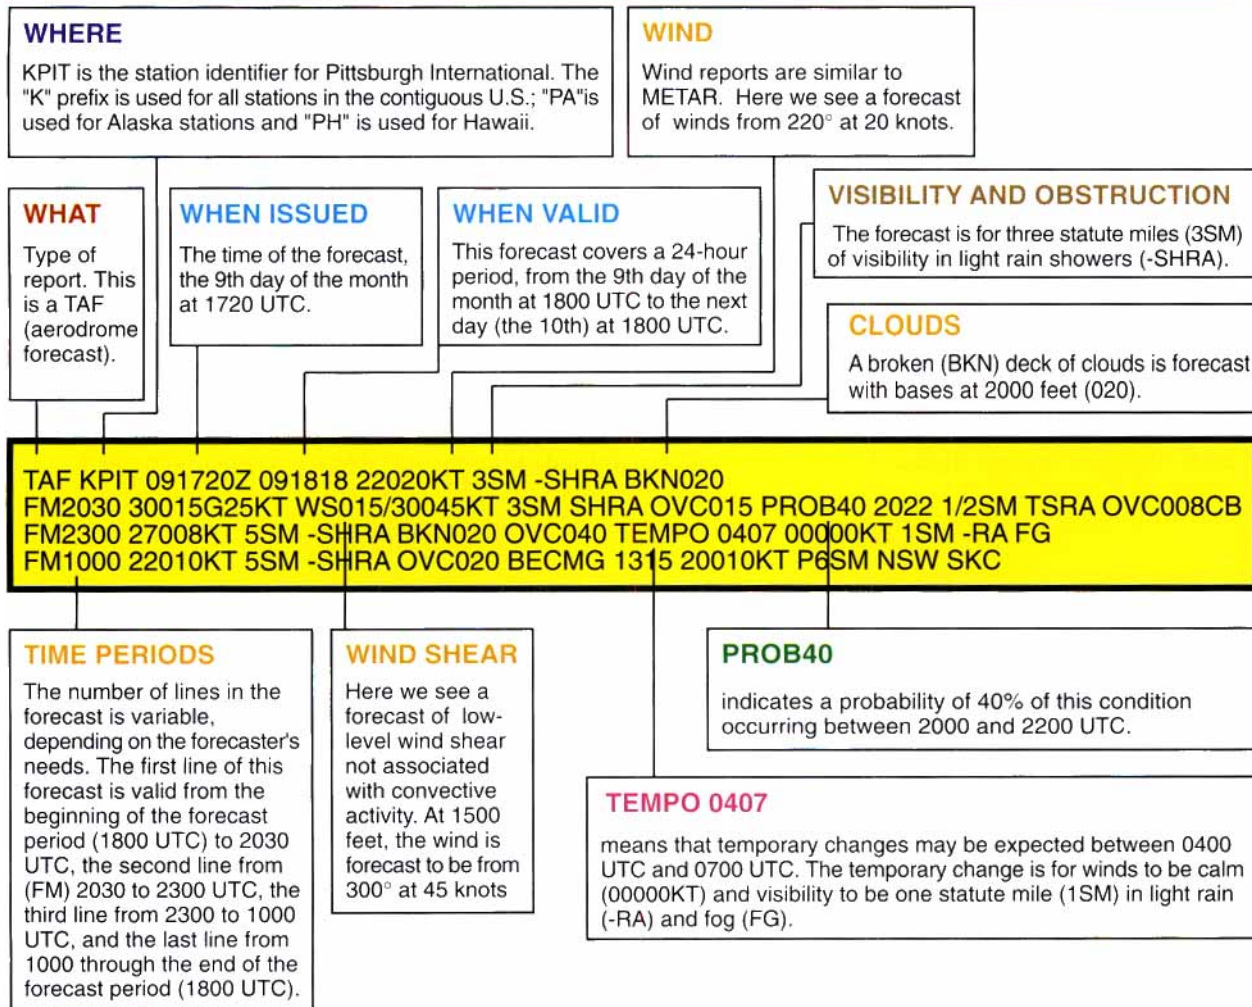 WHERE
KPIT is the station identifier for Pittsburgh International. The
"K" prefix is used for all stations in the contiguous U.S.; "PA"is
used for Alaska stations and "PH" is used for Hawaii.
WIND
Wind reports are similar to
METAR. Here we see a forecast
of winds from 220° at 20 knots.
WHAT
Type of
report. This
is a TAF
(aerodrome
forecast).
WHEN ISSUED
The time of the forecast,
the 9th day of the month
at 1720 UTC.
WHEN VALID
This forecast covers a 24-hour
period, from the 9th day of the
month at 1800 UTC to the next
day (the 10th) at 1800 UTC.
VISIBILITY AND OBSTRUCTION
The forecast is for three statute miles (3SM)
of visibility in light rain showers (-SHRA).
CLOUDS
A broken (BKN) deck of clouds is forecast
with bases at 2000 feet (020).
TAF KPIT 091720Z 091818 22020KT 3SM -SHRA BKN020
FM2030 30015G25KT WS015/30045KT 3SM SHRA OVC015 PROB40 2022 1/2SM TSRA OVC008CB
FM2300 27008KT 5SM -SHRA BKN020 OVC040 TEMPO 0407 00000KT 1SM -RA FG
FM1000 22010KT 5SM -SHRA OVC020 BECMG 1315 20010KT P6SM NSW SKC
TIME PERIODS
The number of lines in the
forecast is variable,
depending on the forecaster's
needs. The first line of this
forecast is valid from the
beginning of the forecast
period (1800 UTC) to 2030
UTC, the second line from
(FM) 2030 to 2300 UTC, the
third line from 2300 to 1000
UTC, and the last line from
1000 through the end of the
forecast period (1800 UTC).
WIND SHEAR
Here we see a
forecast of low-
level wind shear
not associated
with convective
activity. At 1500
feet, the wind is
forecast to be from
300° at 45 knots
PROB40
indicates a probability of 40% of this condition
occurring between 2000 and 2200 UTC.
TEMPO 0407
means that temporary changes may be expected between 0400
UTC and 0700 UTC. The temporary change is for winds to be calm
(00000KT) and visibility to be one statute mile (1SM) in light rain
(-RA) and fog (FG).